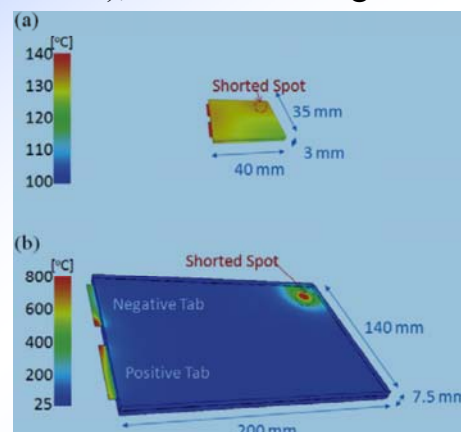 (a)
[°C]
140
130
120
110
100
Shorted Spot
35 mm
3 mm
40 mm
(b)
[°C]
800
600
400
200
25
Shorted Spot
Negative Tab
Positive Tab
140 mm
7.5 mm
200 mm